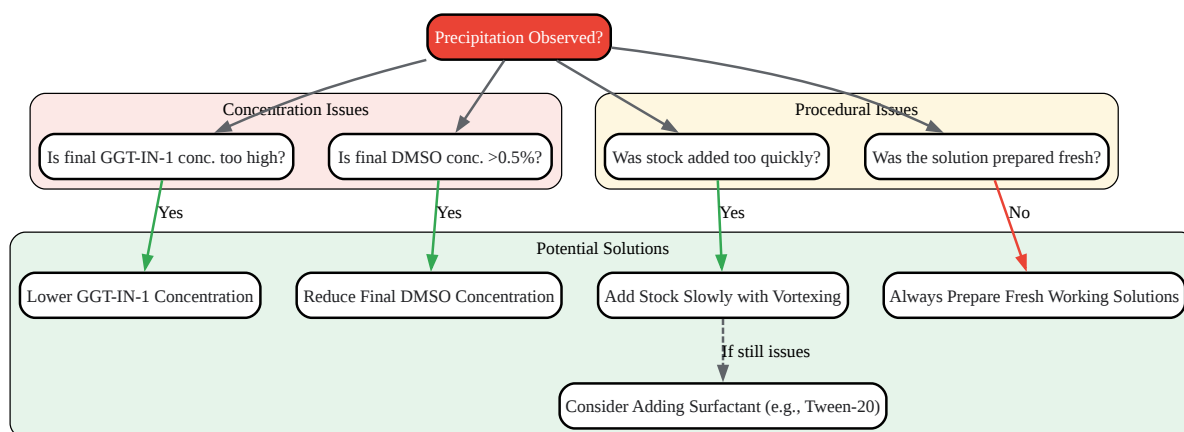 Precipitation Observed?
Concentration Issues
Procedural Issues
Is final GGT-IN-1 conc. too high?
Is final DMSO conc. >0.5%?
Was stock added too quickly?
Was the solution prepared fresh?
Yes
Yes
Yes
No
Potential Solutions
Lower GGT-IN-1 Concentration
Reduce Final DMSO Concentration
Add Stock Slowly with Vortexing
Always Prepare Fresh Working Solutions
If still issues
Consider Adding Surfactant (e.g., Tween-20)